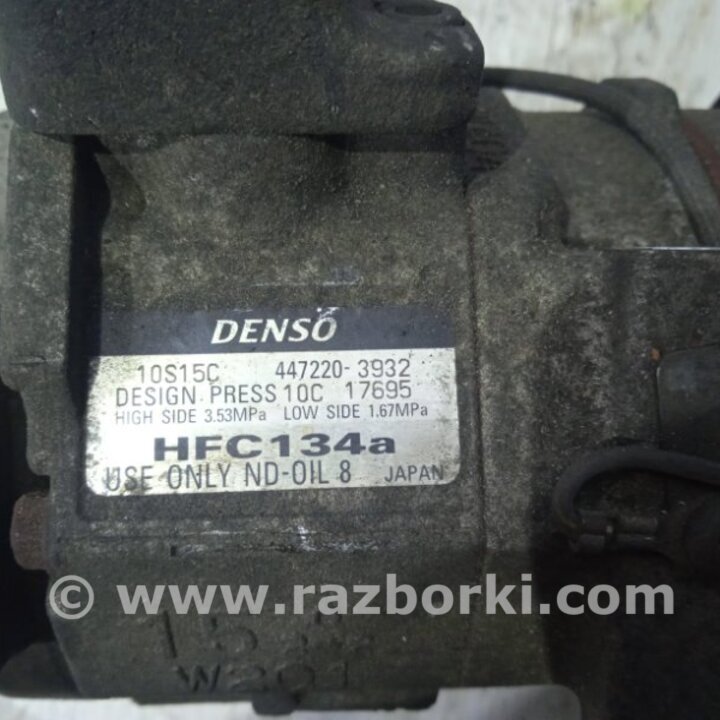 DENSO
10S15C 447220-3932
DESIGN PRESS 10C 17695
HIGH SIDE 3.53MPa LOW SIDE 1.67MPa
HFC134a
USE ONLY ND-OIL 8 JAPAN
© www.razborki.com